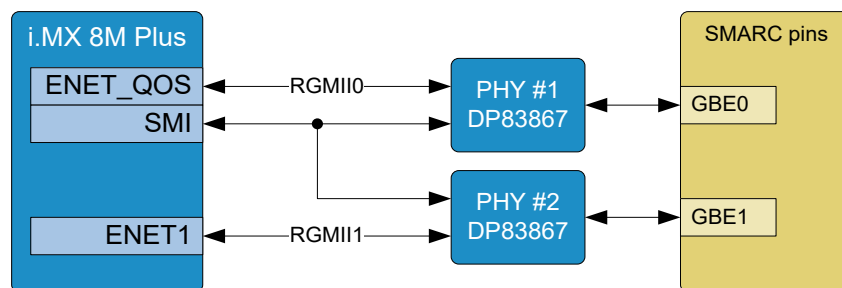 i.MX 8M Plus
ENET_QOS
SMI
ENET1
RGMII0
RGMII1
PHY #1
DP83867
PHY #2
DP83867
SMARC pins
GBE0
GBE1